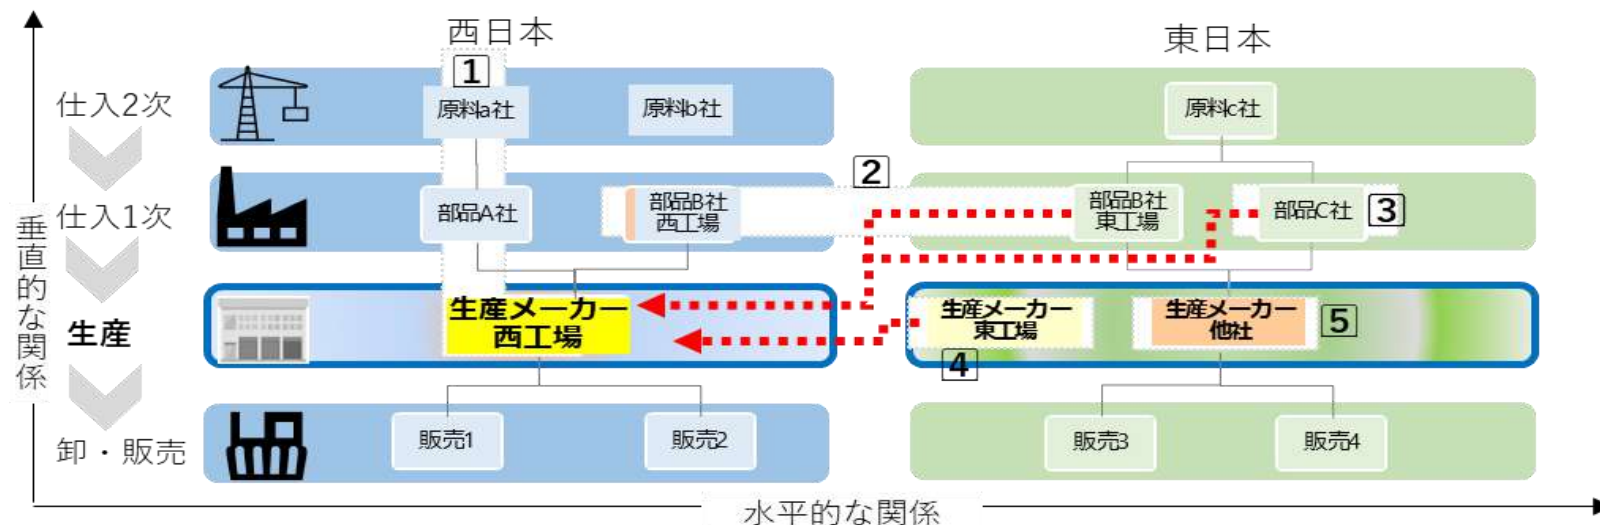 西日本
東日本
1
仕入2次
原料a社
原料b社
原料c社
2
仕入1次
部品A社
部品B社
西工場
部品B社
東工場
部品C社
3
垂直的な関係
生産
生産メーカー
西工場
生産メーカー
東工場
4
生産メーカー
他社
5
卸・販売
販売1
販売2
販売3
販売4
水平的な関係